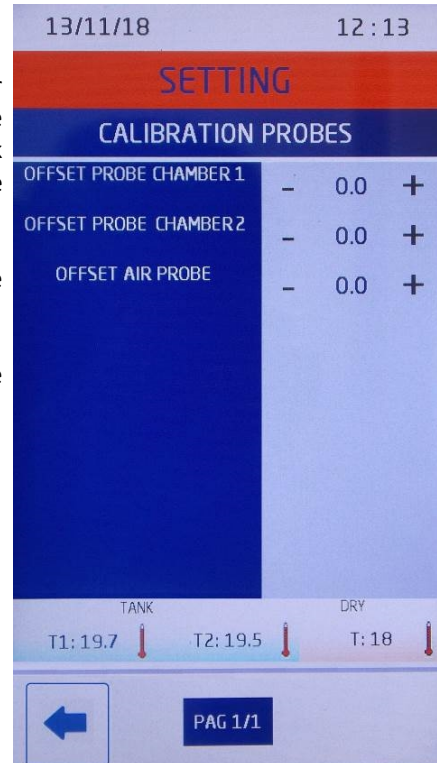 13/11/18 12:13
SETTING
CALIBRATION PROBES
OFFSET PROBE CHAMBER 1 - 0.0 +
OFFSET PROBE CHAMBER 2 - 0.0 +
OFFSET AIR PROBE - 0.0 +
TANK DRY
T1: 19.7 T2: 19.5 T: 18
PAG 1/1